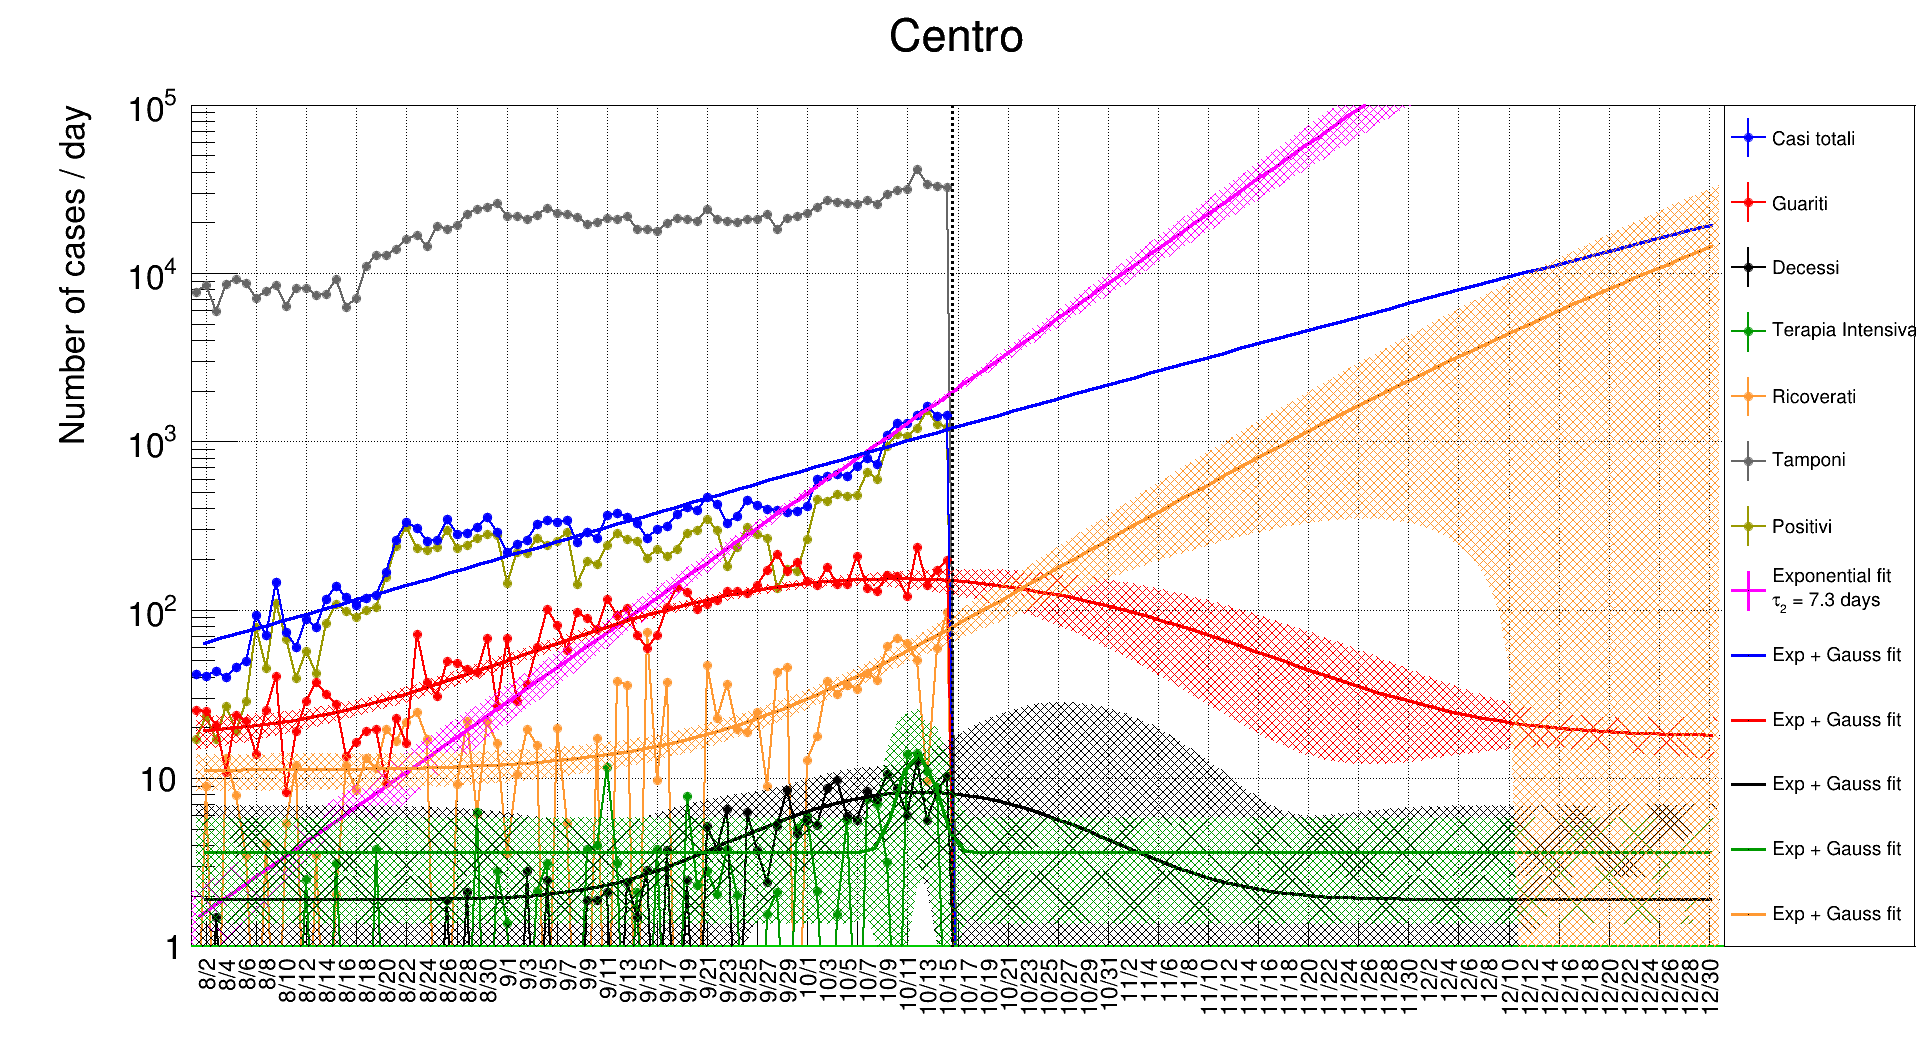 Centro
Number of cases / day
10^5
10^4
10^3
10^2
10
1
8/2 8/4 8/6 8/8 8/10 8/12 8/14 8/16 8/18 8/20 8/22 8/24 8/26 8/28 8/30 9/1 9/3 9/5 9/7 9/9 9/11 9/13 9/15 9/17 9/19 9/21 9/23 9/25 9/27 9/29 10/1 10/3 10/5 10/7 10/9 10/11 10/13 10/15 10/17 10/19 10/21 10/23 10/25 10/27 10/29 10/31 11/2 11/4 11/6 11/8 11/10 11/12 11/14 11/16 11/18 11/20 11/22 11/24 11/26 11/28 11/30 12/2 12/4 12/6 12/8 12/10 12/12 12/14 12/16 12/18 12/20 12/22 12/24 12/26 12/28 12/30
Casi totali
Guariti
Decessi
Terapia Intensiva
Ricoverati
Tamponi
Positivi
Exponential fit
τ₂ = 7.3 days
Exp + Gauss fit
Exp + Gauss fit
Exp + Gauss fit
Exp + Gauss fit
Exp + Gauss fit